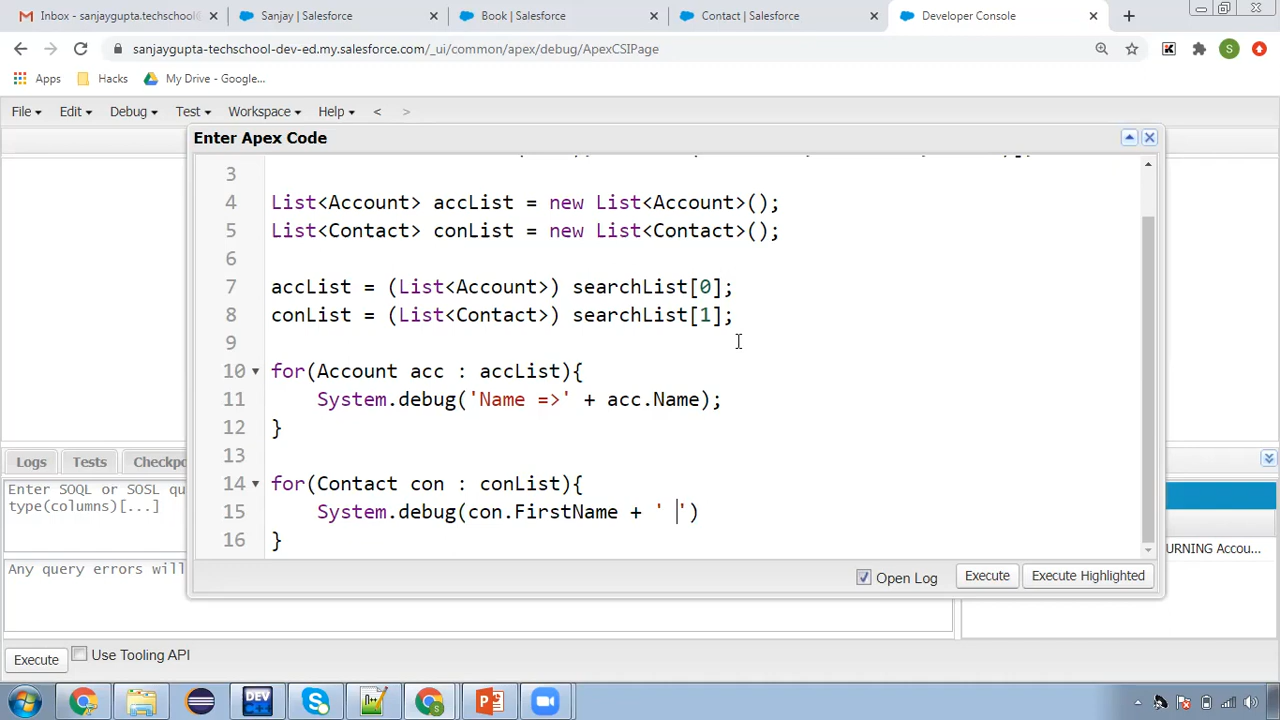 Inbox - sanjaygupta.techschool@
Sanjay | Salesforce
Book | Salesforce
Contact | Salesforce
Developer Console
sanjaygupta-techschool-dev-ed.my.salesforce.com/_ui/common/apex/debug/ApexCSIPage
S
Apps
Hacks
My Drive - Google...
File Edit Debug Test Workspace Help < >
Enter Apex Code
3
4 List<Account> accList = new List<Account>();
5 List<Contact> conList = new List<Contact>();
6
7 accList = (List<Account>) searchList[0];
8 conList = (List<Contact>) searchList[1];
9
10 for(Account acc : accList){
11 System.debug('Name =>' + acc.Name);
12 }
13
14 for(Contact con : conList){
15 System.debug(con.FirstName + ' ')
16 }
Logs Tests Checkpo
Enter SOQL or SOSL qu
type(columns)[...]
URNING Accou...
Any query errors will
Open Log Execute Execute Highlighted
Execute Use Tooling API
DEV